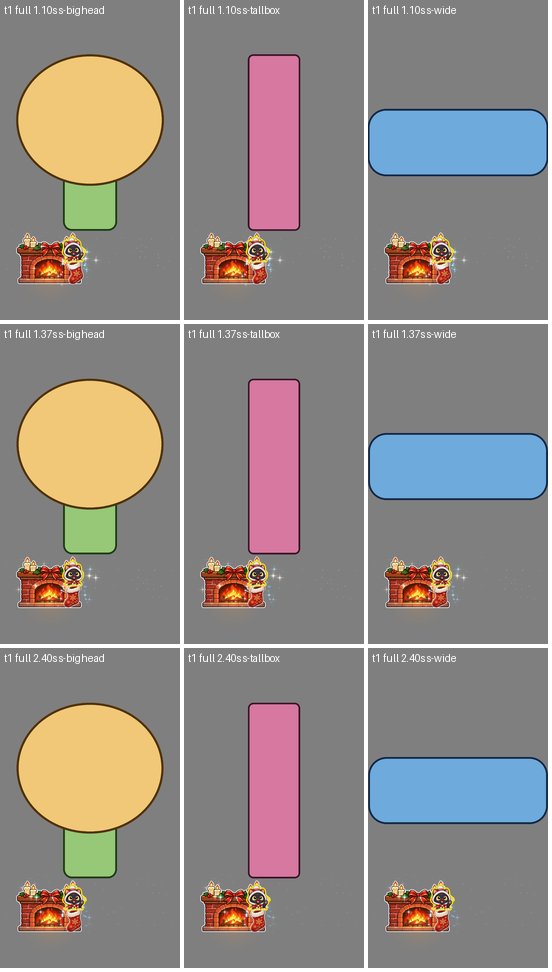 t1 full 1.10ss-bighead
t1 full 1.10ss-tallbox
t1 full 1.10ss-wide
t1 full 1.37ss-bighead
t1 full 1.37ss-tallbox
t1 full 1.37ss-wide
t1 full 2.40ss-bighead
t1 full 2.40ss-tallbox
t1 full 2.40ss-wide